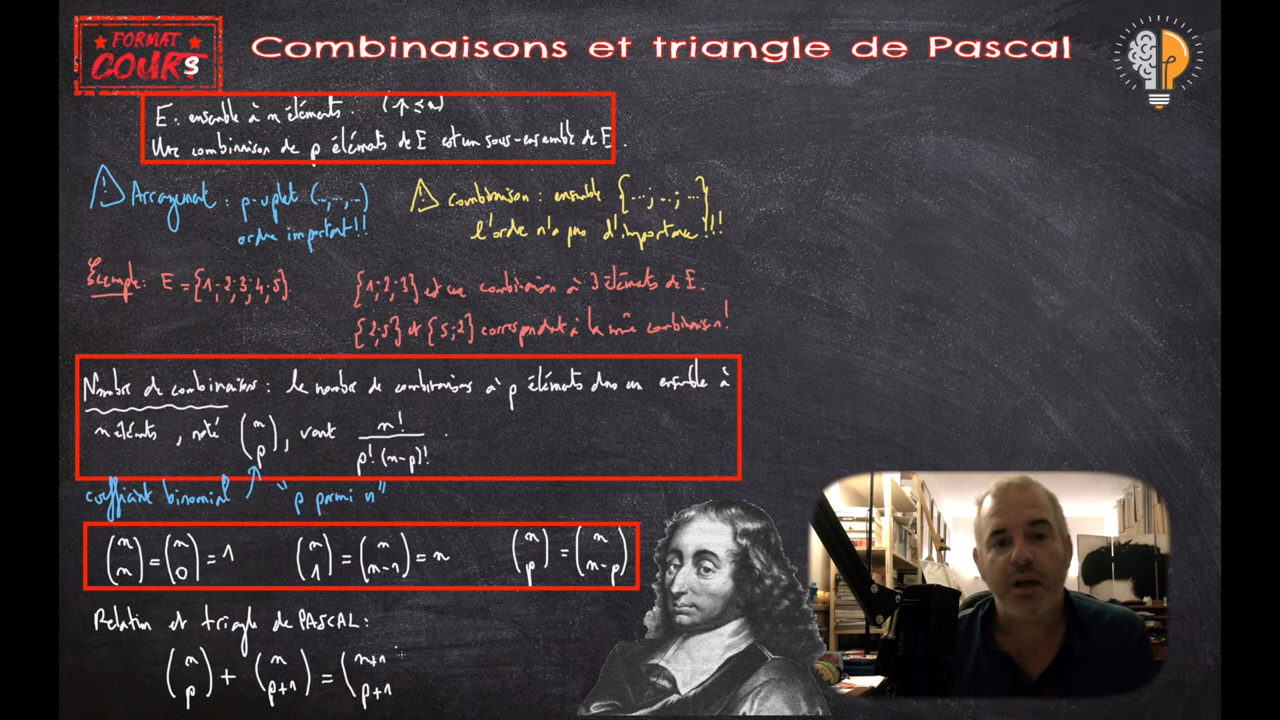 FORMAT
COURS
Combinaisons et triangle de Pascal
E : ensemble à n éléments. (p ≤ n)
Une combinaison de p éléments de E est un sous-ensemble de E.
Arrangement : p-uplet (…,…,…)
ordre important!!
combinaison : ensemble {…;…;…}
l'ordre n'a pas d'importance!!!
Exemple : E = {1;2;3;4;5}
{1;2;3} est une combinaison à 3 éléments de E.
{2;5} et {5;2} correspondent à la même combinaison!
Nombre de combinaisons : le nombre de combinaisons à p éléments dans un ensemble à
n éléments, noté (n p), vaut n! / p!(n-p)! .
coefficient binomial "p parmi n"
(n n) = (n 0) = 1 (n 1) = (n n-1) = n (n p) = (n n-p)
Relation et triangle de PASCAL :
(n p) + (n p+1) = (n+1 p+1